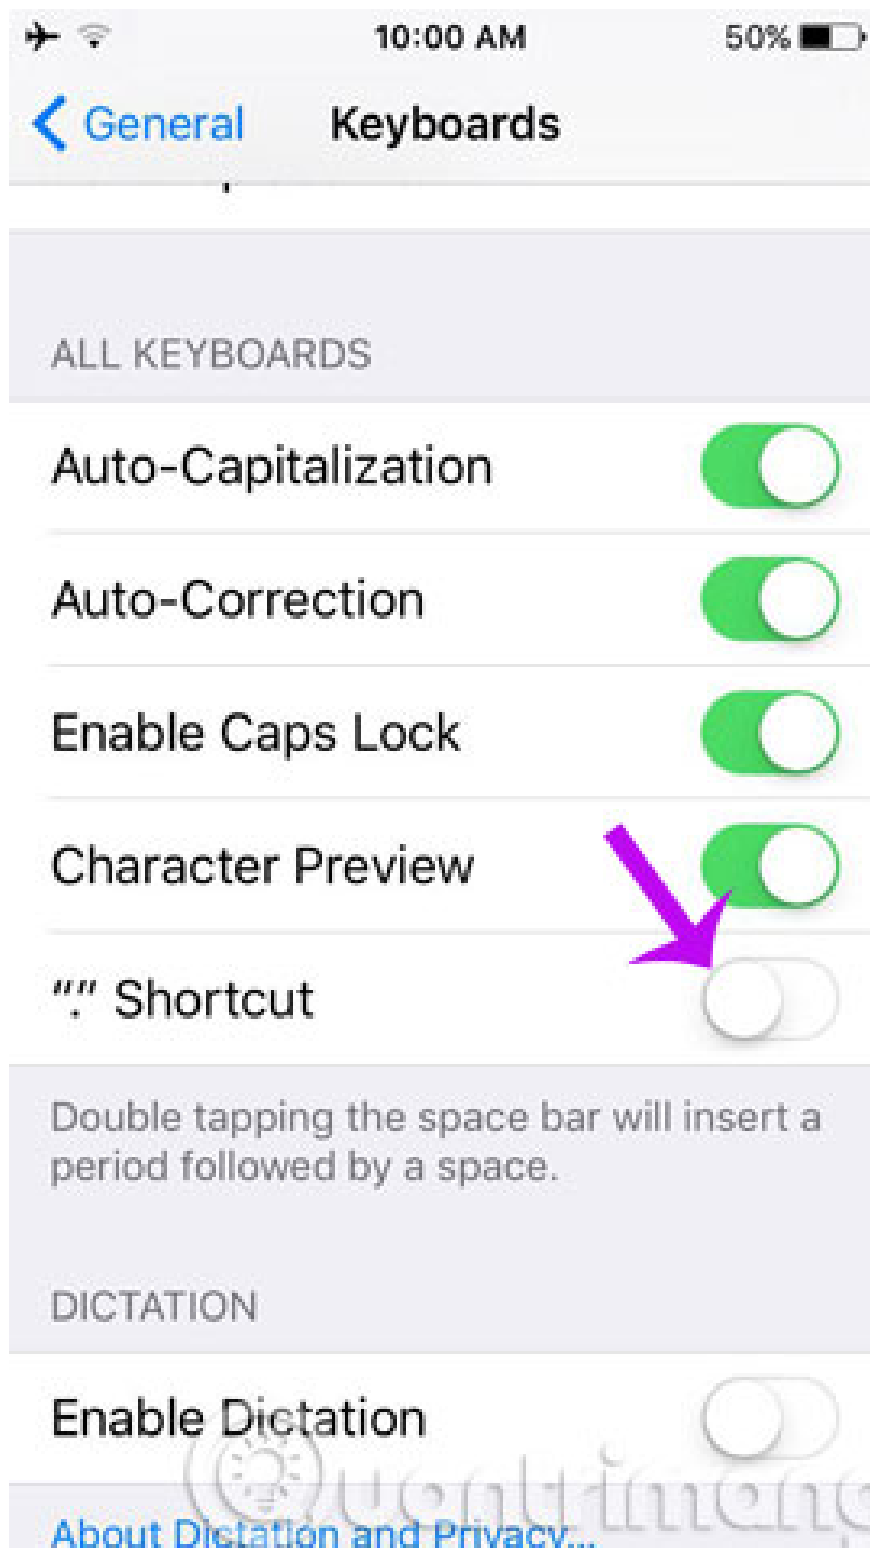 10:00 AM 50%
General Keyboards
ALL KEYBOARDS
Auto-Capitalization
Auto-Correction
Enable Caps Lock
Character Preview
"." Shortcut
Double tapping the space bar will insert a
period followed by a space.
DICTATION
Enable Dictation
Quantrimang
About Dictation and Privacy...